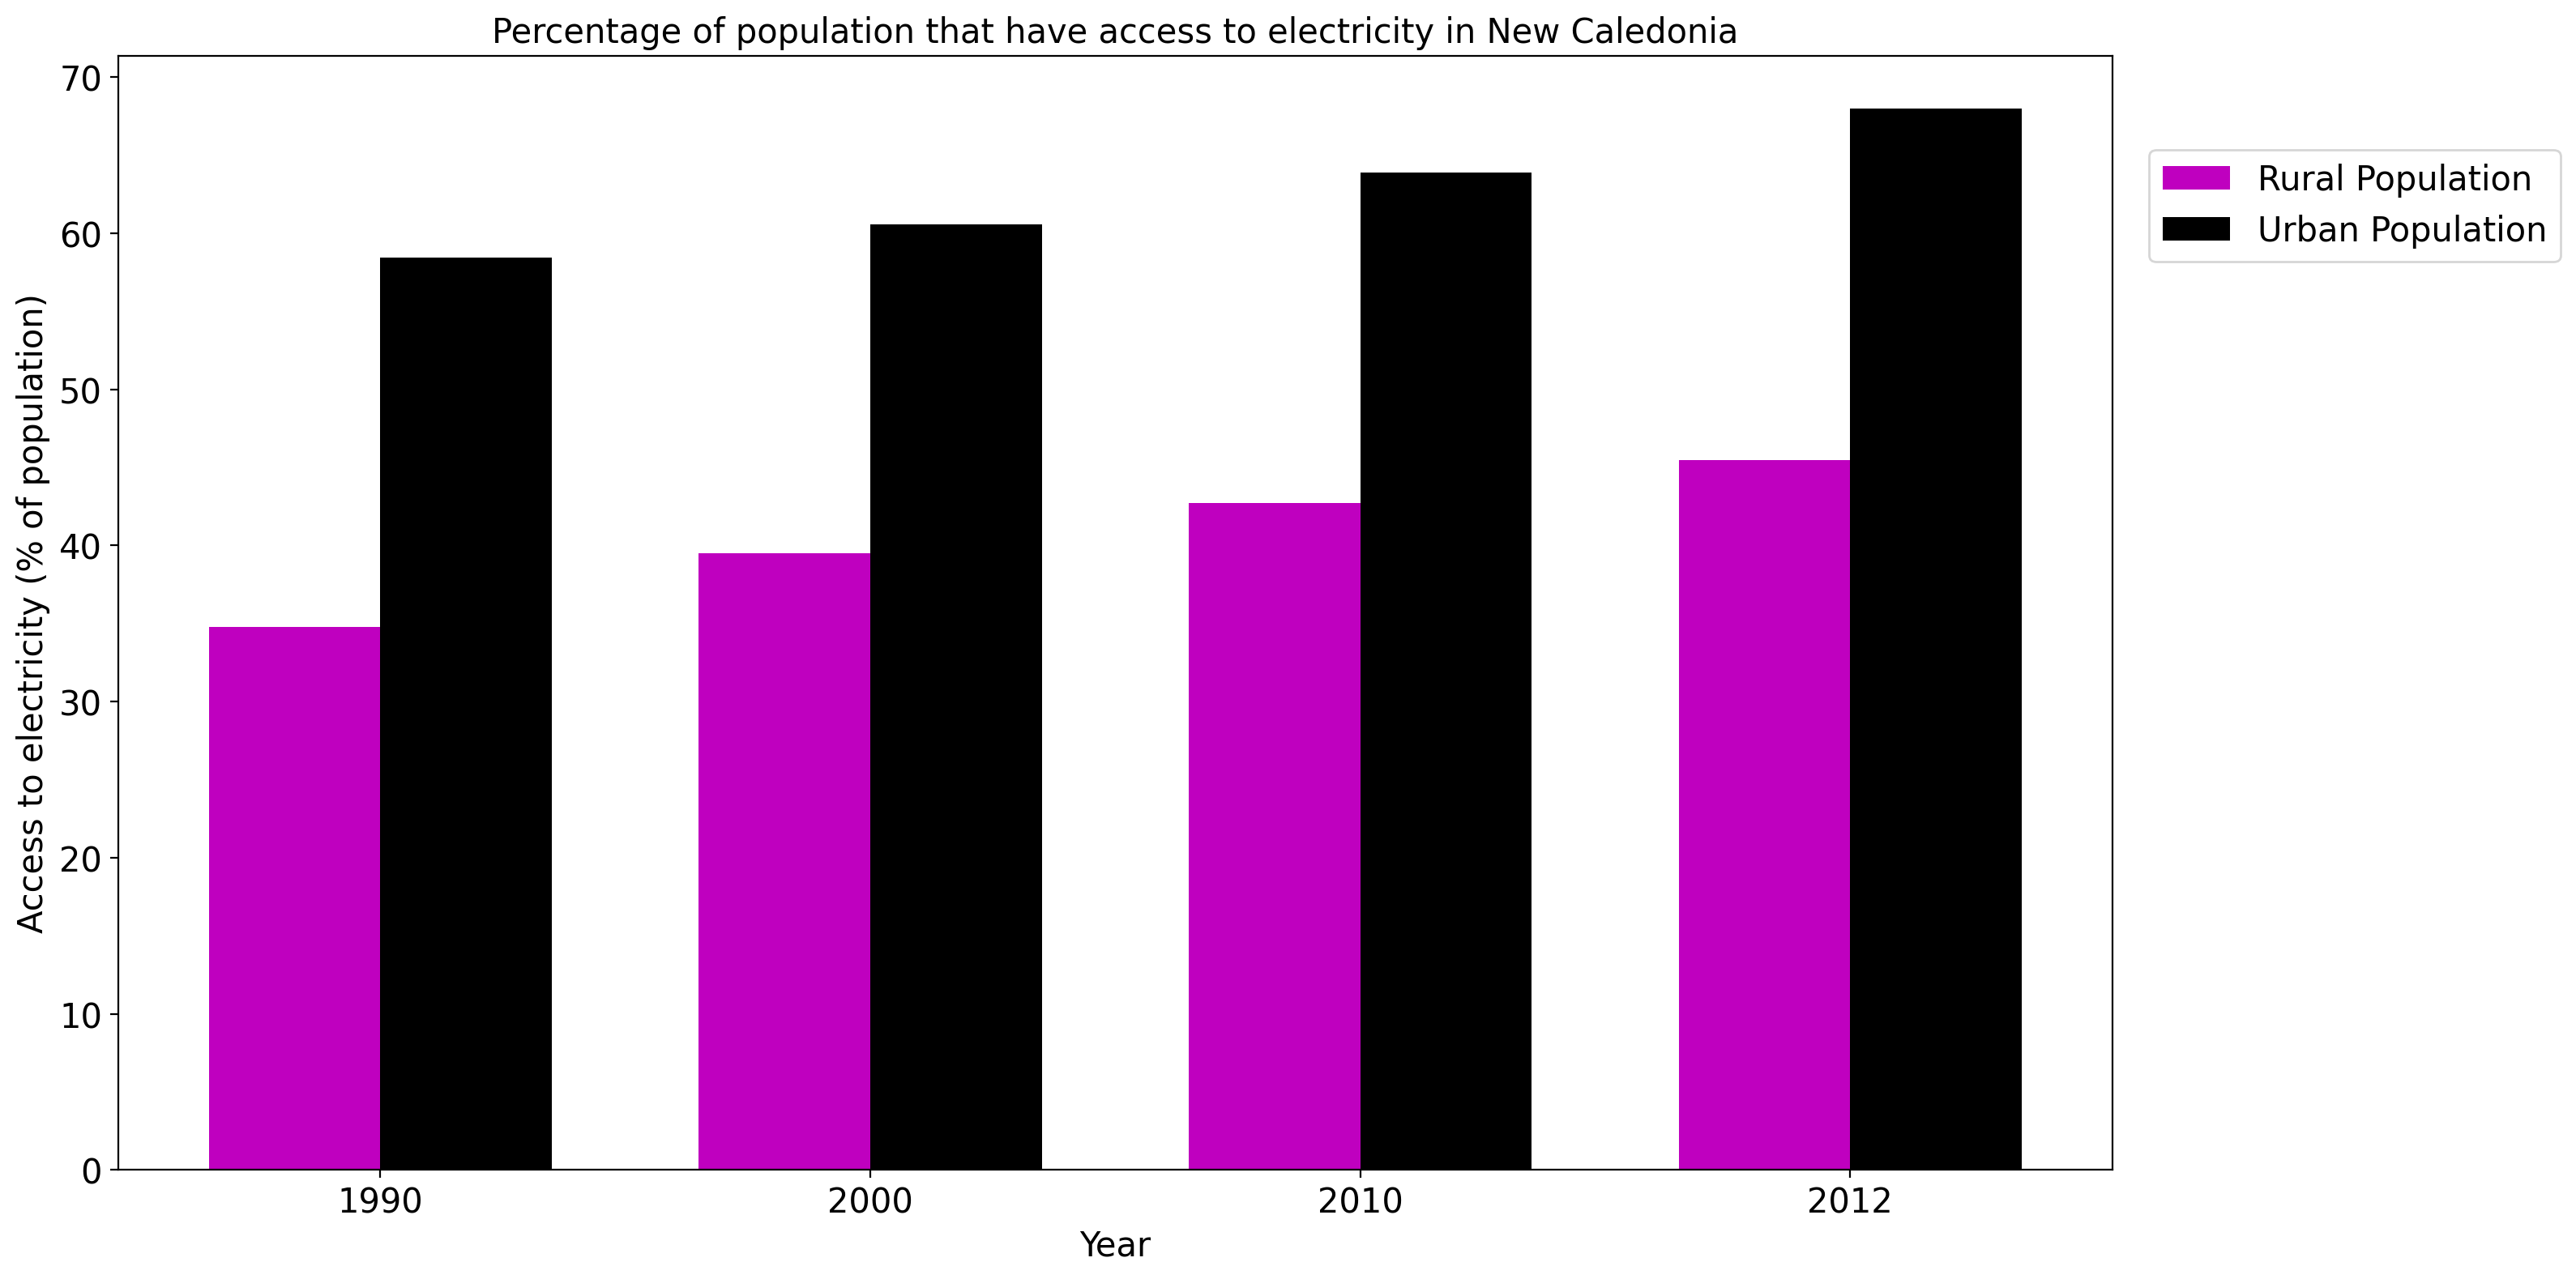 Percentage of population that have access to electricity in New Caledonia
Access to electricity (% of population)
70
60
50
40
30
20
10
0
1990 2000 2010 2012
Year
Rural Population
Urban Population